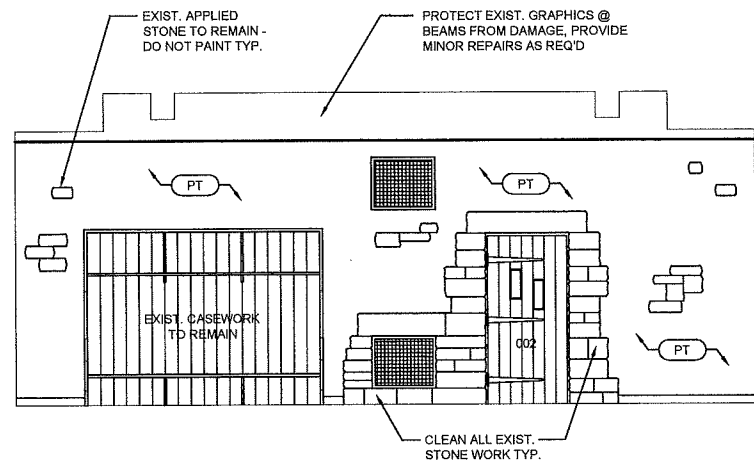 EXIST. APPLIED
STONE TO REMAIN -
DO NOT PAINT TYP.
PROTECT EXIST. GRAPHICS @
BEAMS FROM DAMAGE, PROVIDE
MINOR REPAIRS AS REQ'D
PT
PT
EXIST. CASEWORK
TO REMAIN
002
PT
CLEAN ALL EXIST.
STONE WORK TYP.